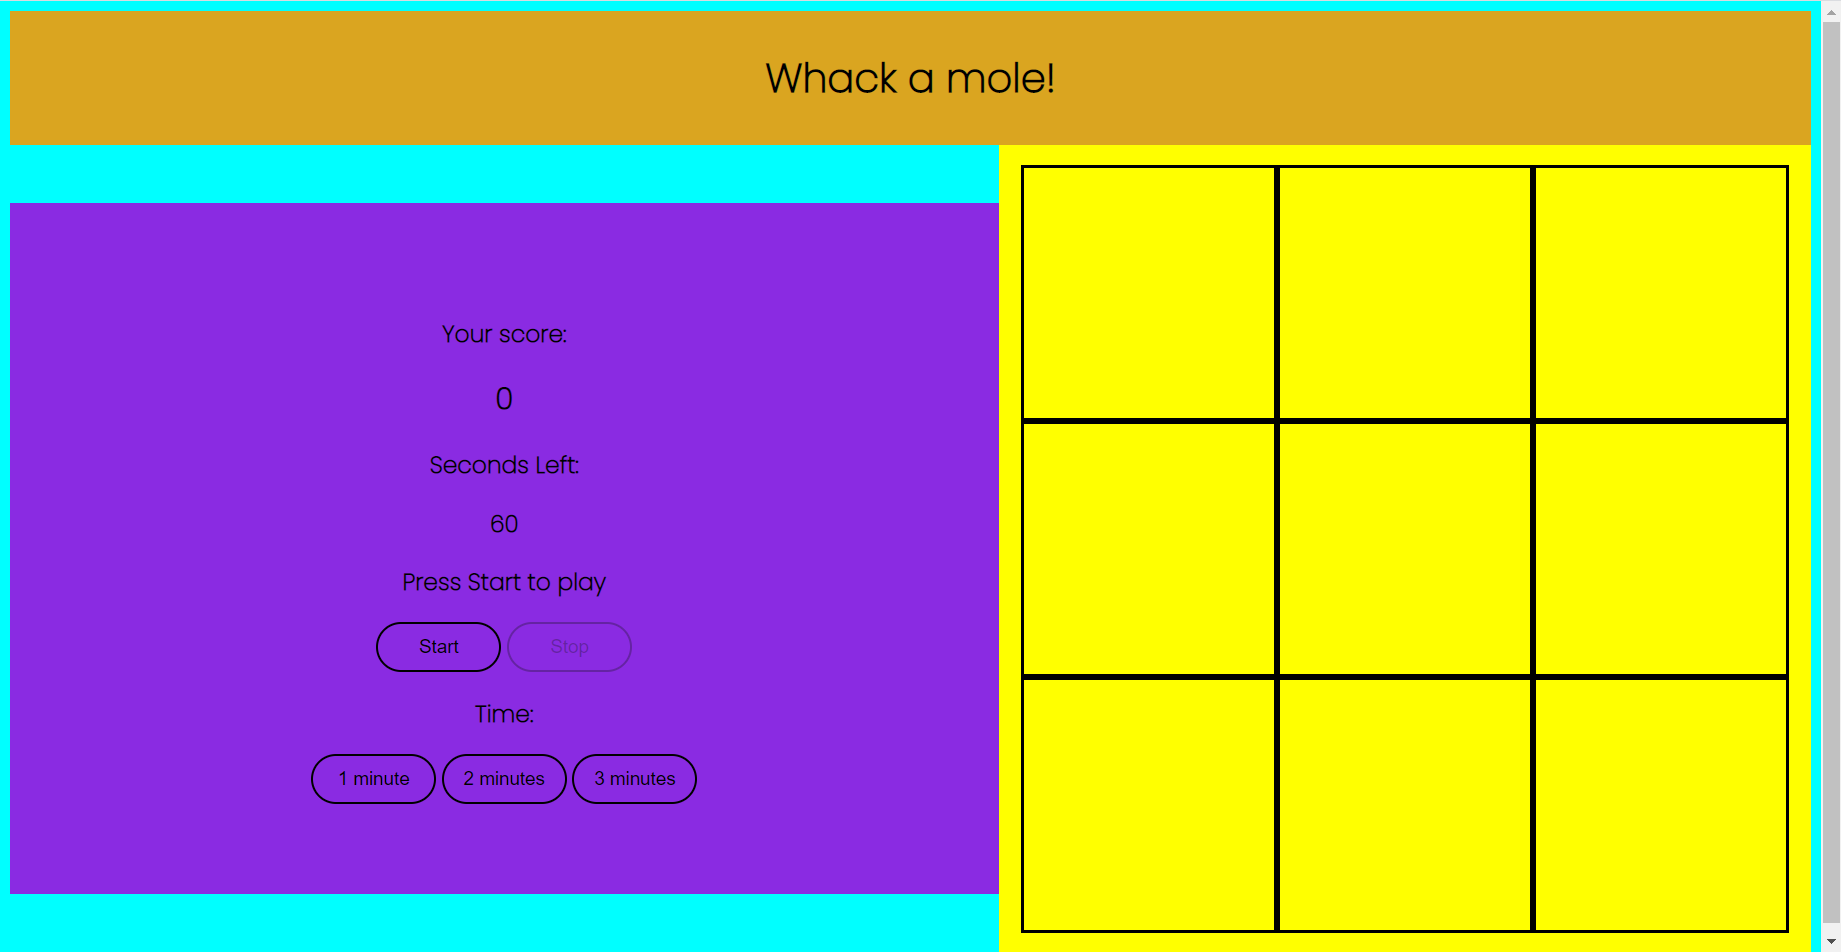 Whack a mole!
Your score:
0
Seconds Left:
60
Press Start to play
Start Stop
Time:
1 minute 2 minutes 3 minutes